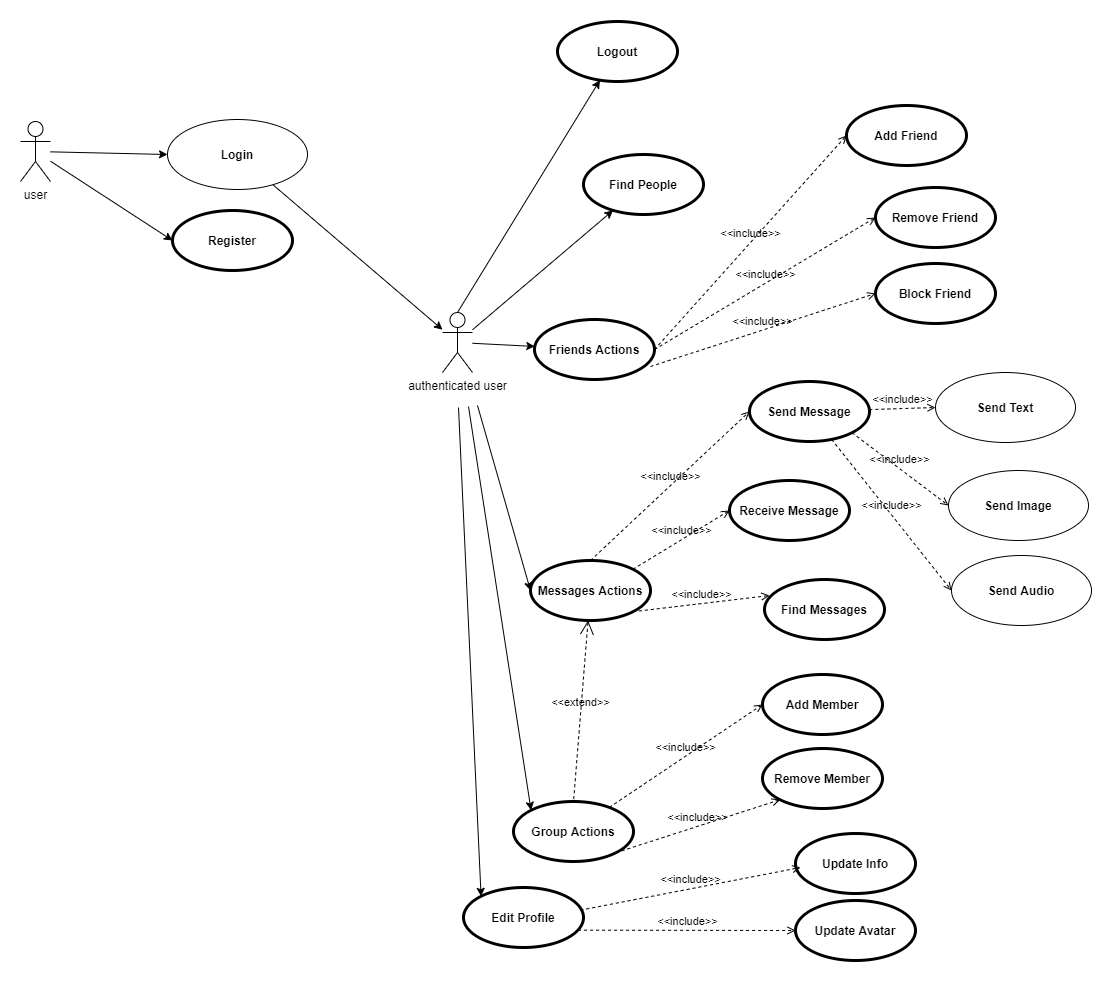 Logout
user
Login
Register
Find People
Add Friend
Remove Friend
Block Friend
<<include>>
<<include>>
<<include>>
authenticated user
Friends Actions
Send Message
<<include>>
Send Text
<<include>>
Send Image
<<include>>
Send Audio
<<include>>
Receive Message
<<include>>
Messages Actions
<<include>>
Find Messages
<<extend>>
Add Member
<<include>>
Remove Member
<<include>>
Group Actions
Update Info
<<include>>
Edit Profile
<<include>>
Update Avatar